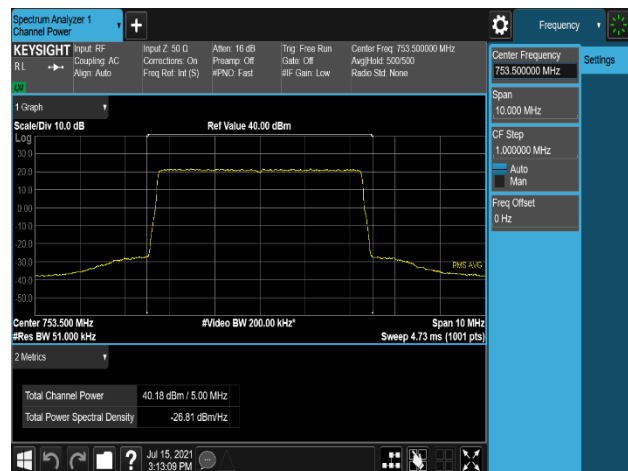 Spectrum Analyzer 1
Channel Power
Frequency
KEYSIGHT
RL
LXI
Input: RF
Coupling: AC
Align: Auto
Input Z: 50 Ω
Corrections: On
Freq Ref: Int (S)
Atten: 16 dB
Preamp: Off
#PNO: Fast
Trig: Free Run
Gate: Off
#IF Gain: Low
Center Freq: 753.500000 MHz
Avg|Hold: 500/500
Radio Std: None
Center Frequency
753.500000 MHz
Settings
Span
10.000 MHz
CF Step
1.000000 MHz
Auto
Man
Freq Offset
0 Hz
1 Graph
Scale/Div 10.0 dB
Ref Value 40.00 dBm
Log
30.0
20.0
10.0
0.00
-10.0
-20.0
-30.0
-40.0
-50.0
RMS AVG
Center 753.500 MHz
#Video BW 200.00 kHz*
Span 10 MHz
#Res BW 51.000 kHz
Sweep 4.73 ms (1001 pts)
2 Metrics
Total Channel Power
40.18 dBm / 5.00 MHz
Total Power Spectral Density
-26.81 dBm/Hz
?
Jul 15, 2021
3:13:09 PM